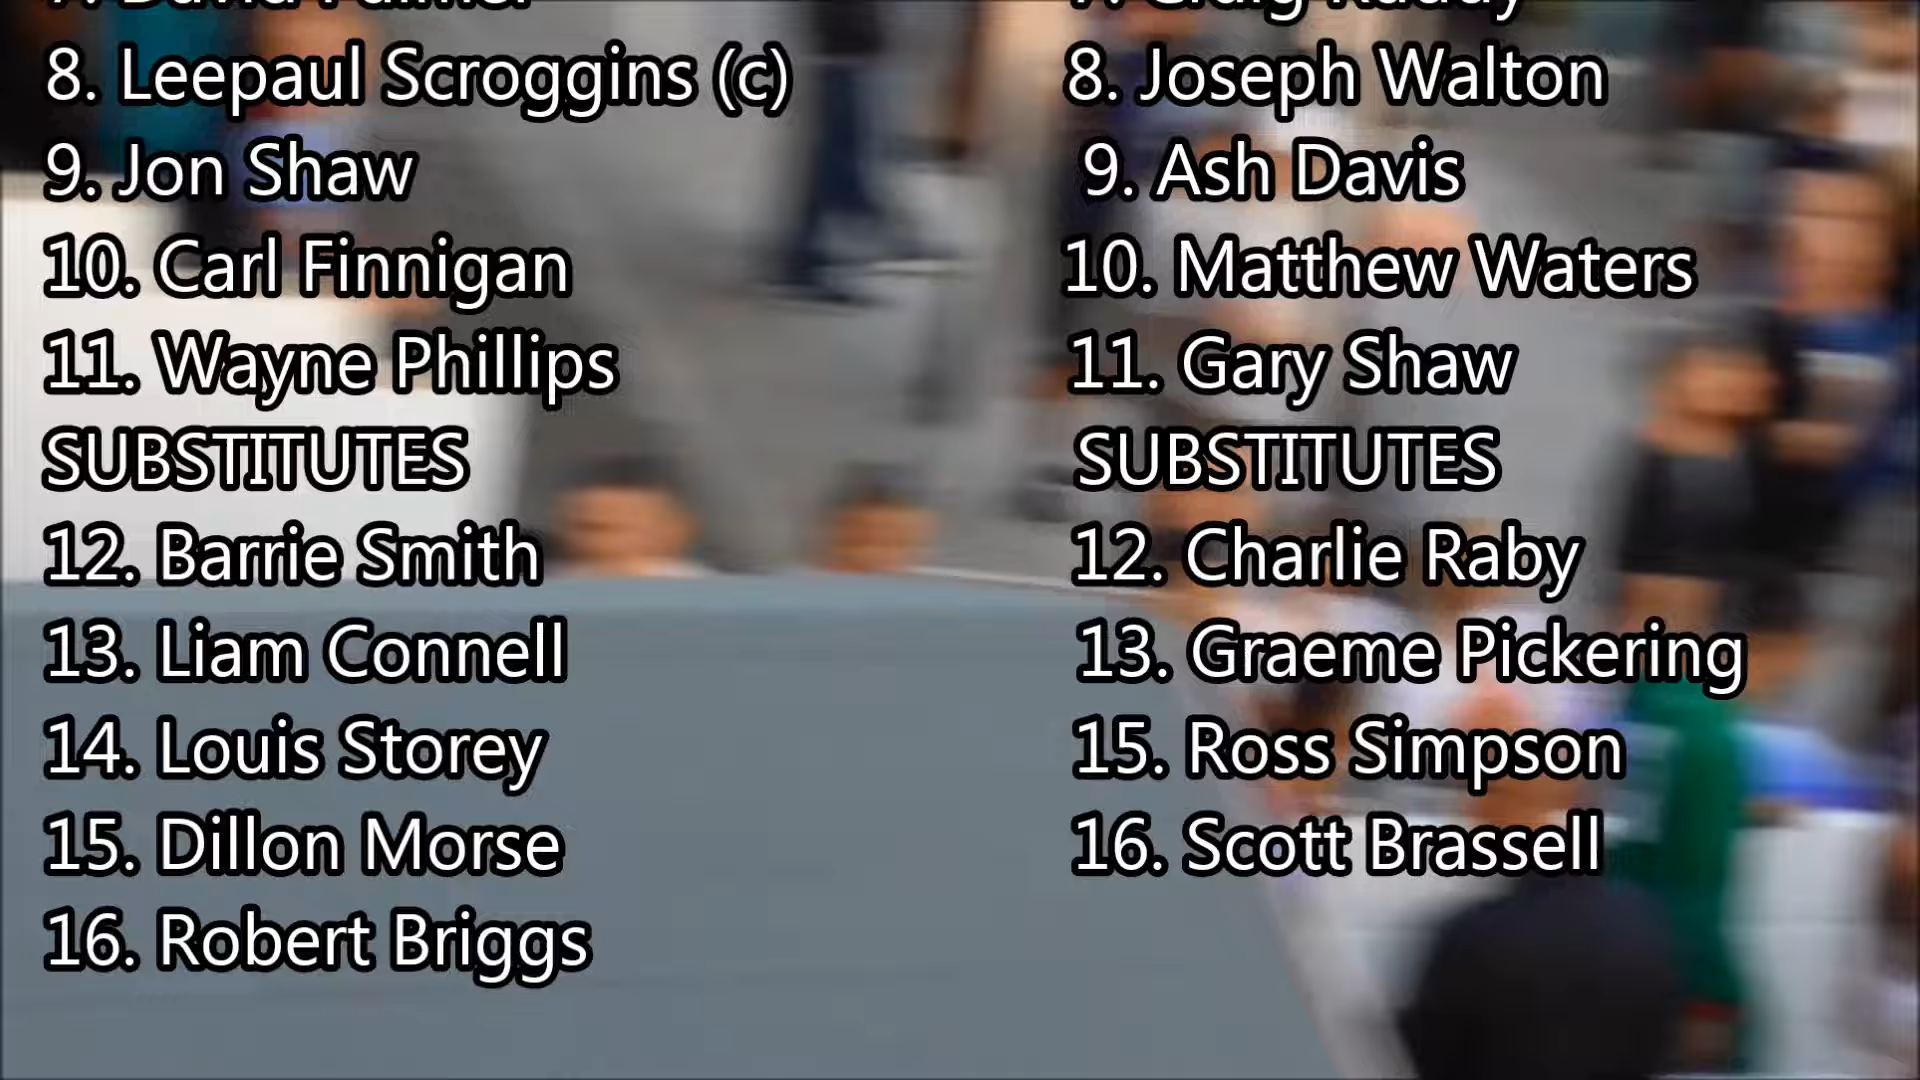 8. Leepaul Scroggins (c)
9. Jon Shaw
10. Carl Finnigan
11. Wayne Phillips
SUBSTITUTES
12. Barrie Smith
13. Liam Connell
14. Louis Storey
15. Dillon Morse
16. Robert Briggs
8. Joseph Walton
9. Ash Davis
10. Matthew Waters
11. Gary Shaw
SUBSTITUTES
12. Charlie Raby
13. Graeme Pickering
15. Ross Simpson
16. Scott Brassell